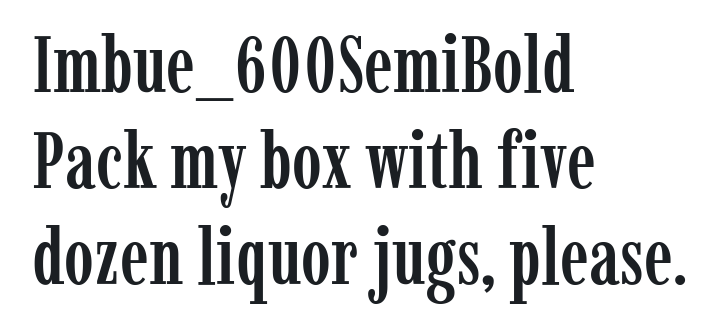 Imbue_600SemiBold
Pack my box with five
dozen liquor jugs, please.